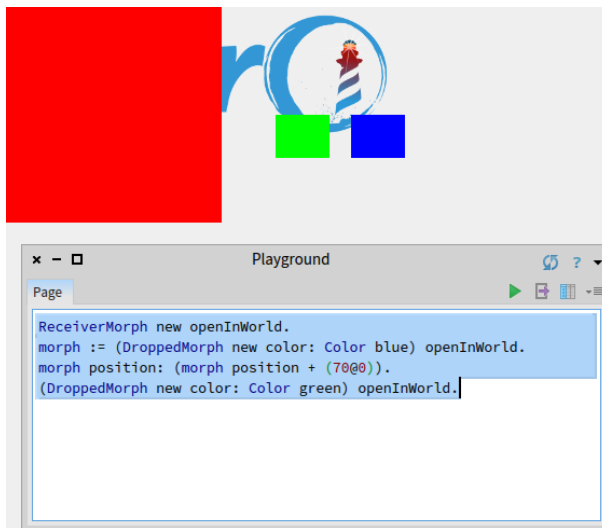 r
Playground
?
Page
ReceiverMorph new openInWorld.
morph := (DroppedMorph new color: Color blue) openInWorld.
morph position: (morph position + (70@0)).
(DroppedMorph new color: Color green) openInWorld.